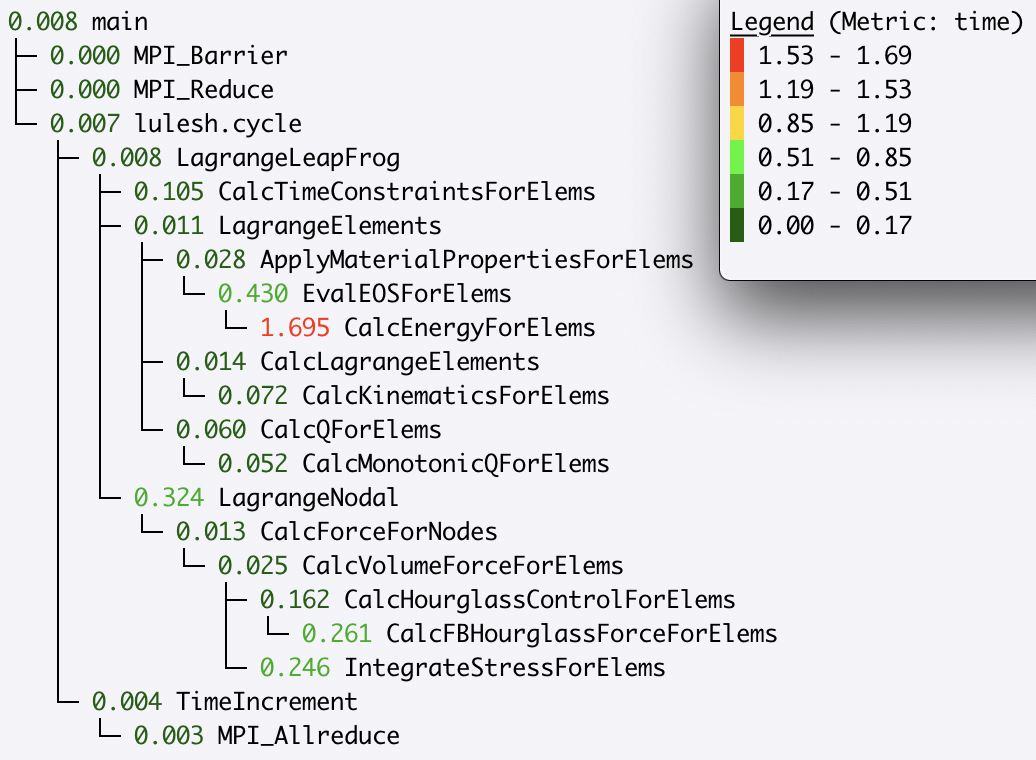 0.008 main
0.000 MPI_Barrier
0.000 MPI_Reduce
0.007 lulesh.cycle
0.008 LagrangeLeapFrog
0.105 CalcTimeConstraintsForElems
0.011 LagrangeElements
0.028 ApplyMaterialPropertiesForElems
0.430 EvalEOSForElems
1.695 CalcEnergyForElems
0.014 CalcLagrangeElements
0.072 CalcKinematicsForElems
0.060 CalcQForElems
0.052 CalcMonotonicQForElems
0.324 LagrangeNodal
0.013 CalcForceForNodes
0.025 CalcVolumeForceForElems
0.162 CalcHourglassControlForElems
0.261 CalcFBHourglassForceForElems
0.246 IntegrateStressForElems
0.004 TimeIncrement
0.003 MPI_Allreduce
Legend (Metric: time)
1.53 - 1.69
1.19 - 1.53
0.85 - 1.19
0.51 - 0.85
0.17 - 0.51
0.00 - 0.17